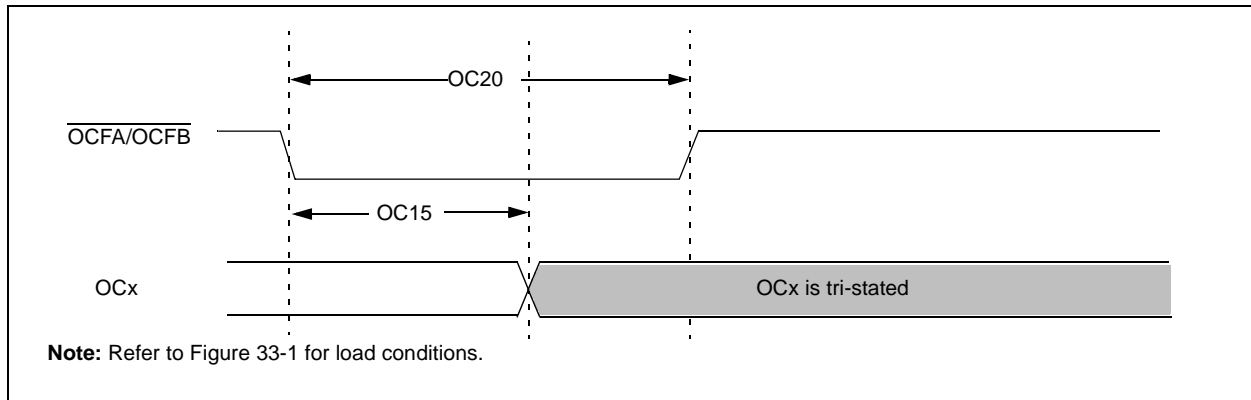 OC20
OCFA/OCFB
OC15
OCx
OCx is tri-stated
Note: Refer to Figure 33-1 for load conditions.